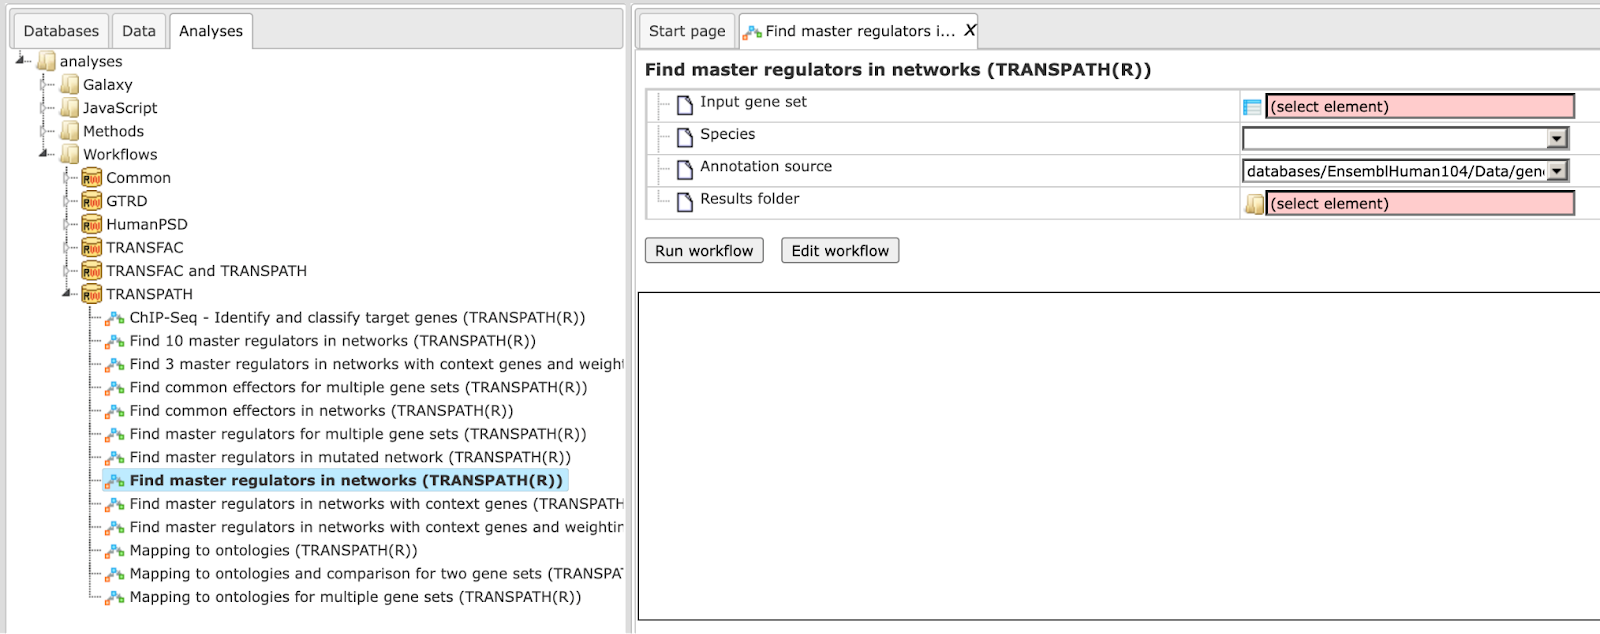 Databases
Data
Analyses
analyses
Galaxy
JavaScript
Methods
Workflows
Common
GTRD
HumanPSD
TRANSFAC
TRANSFAC and TRANSPATH
TRANSPATH
ChIP-Seq - Identify and classify target genes (TRANSPATH(R))
Find 10 master regulators in networks (TRANSPATH(R))
Find 3 master regulators in networks with context genes and weightin
Find common effectors for multiple gene sets (TRANSPATH(R))
Find common effectors in networks (TRANSPATH(R))
Find master regulators for multiple gene sets (TRANSPATH(R))
Find master regulators in mutated network (TRANSPATH(R))
Find master regulators in networks (TRANSPATH(R))
Find master regulators in networks with context genes (TRANSPATH
Find master regulators in networks with context genes and weightin
Mapping to ontologies (TRANSPATH(R))
Mapping to ontologies and comparison for two gene sets (TRANSPA
Mapping to ontologies for multiple gene sets (TRANSPATH(R))
Start page
Find master regulators i... X
Find master regulators in networks (TRANSPATH(R))
Input gene set
(select element)
Species
Annotation source
databases/EnsemblHuman104/Data/gen
Results folder
(select element)
Run workflow
Edit workflow